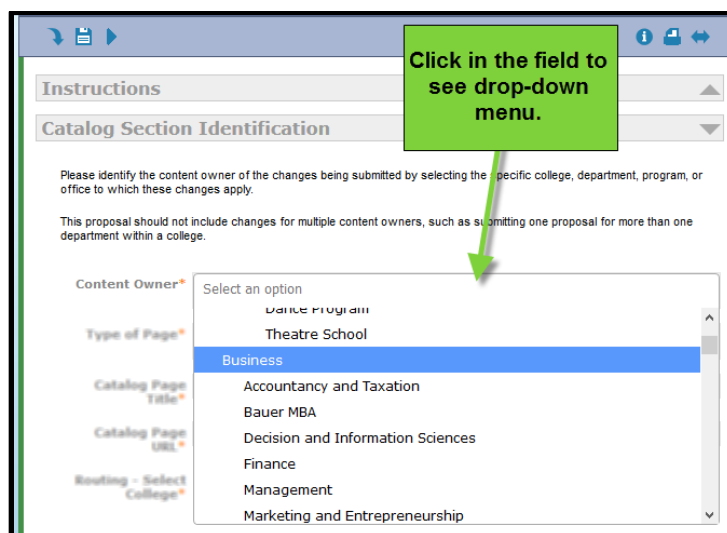 Click in the field to
see drop-down
menu.
Instructions
Catalog Section Identification
Please identify the content owner of the changes being submitted by selecting the specific college, department, program, or
office to which these changes apply.
This proposal should not include changes for multiple content owners, such as submitting one proposal for more than one
department within a college.
Content Owner*
Select an option
Dance Program
Type of Page*
Theatre School
Business
Catalog Page
Title*
Accountancy and Taxation
Bauer MBA
Catalog Page
URL*
Decision and Information Sciences
Finance
Routing - Select
College*
Management
Marketing and Entrepreneurship